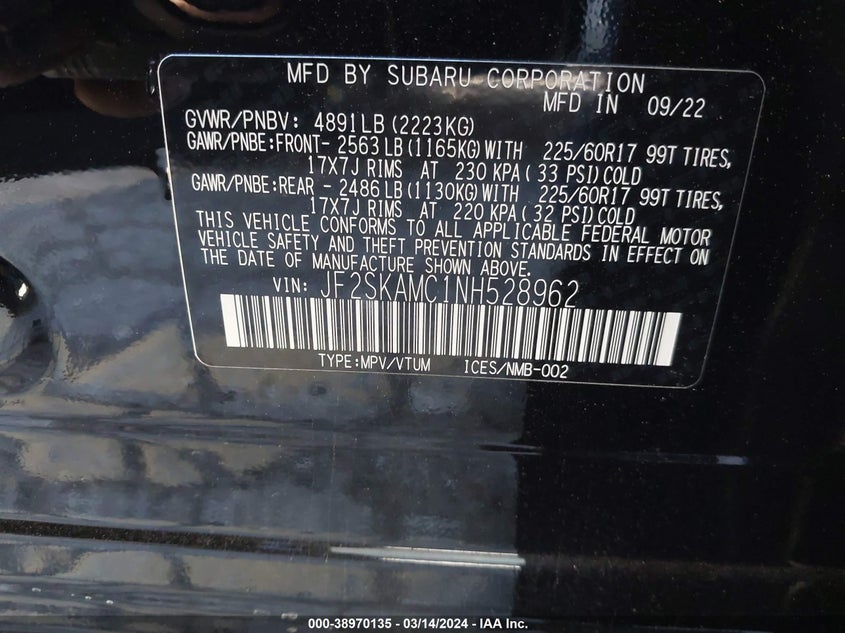 MFD BY SUBARU CORPORATION
MFD IN 09/22
GVWR/PNBV: 4891LB(2223KG)
GAWR/PNBE:FRONT- 2563LB(1165KG)WITH 225/60R17 99T TIRES,
17X7J RIMS AT 230 KPA(33 PSI)COLD
GAWR/PNBE:REAR - 2486LB(1130KG)WITH 225/60R17 99T TIRES,
17X7J RIMS AT 220 KPA(32 PSI)COLD
THIS VEHICLE CONFORMS TO ALL APPLICABLE FEDERAL MOTOR
VEHICLE SAFETY AND THEFT PREVENTION STANDARDS IN EFFECT ON
THE DATE OF MANUFACTURE SHOWN ABOVE.
VIN: JF2SKAMC1NH528962
TYPE:MPV/VTUM ICES/NMB-002
000-38970135 - 03/14/2024 - IAA Inc.